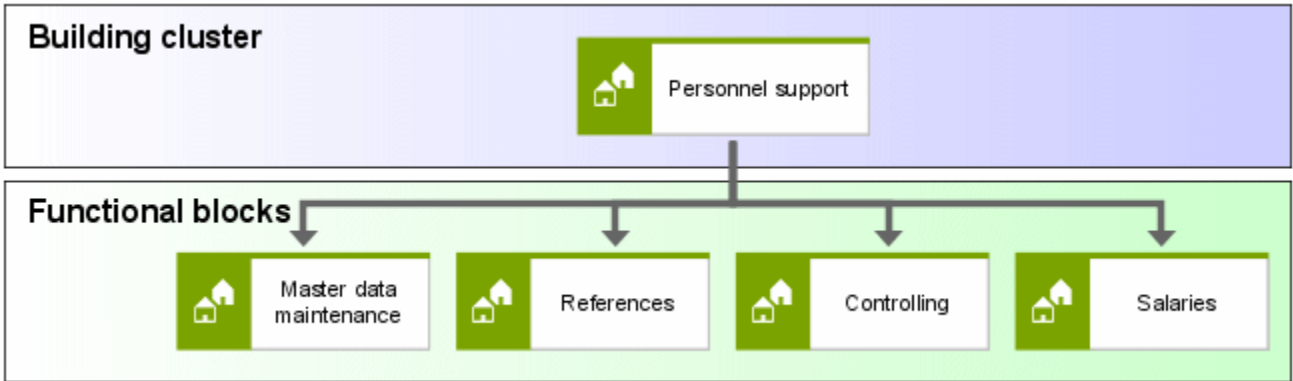 Building cluster
Personnel support
Functional blocks
Master data
maintenance
References
Controlling
Salaries